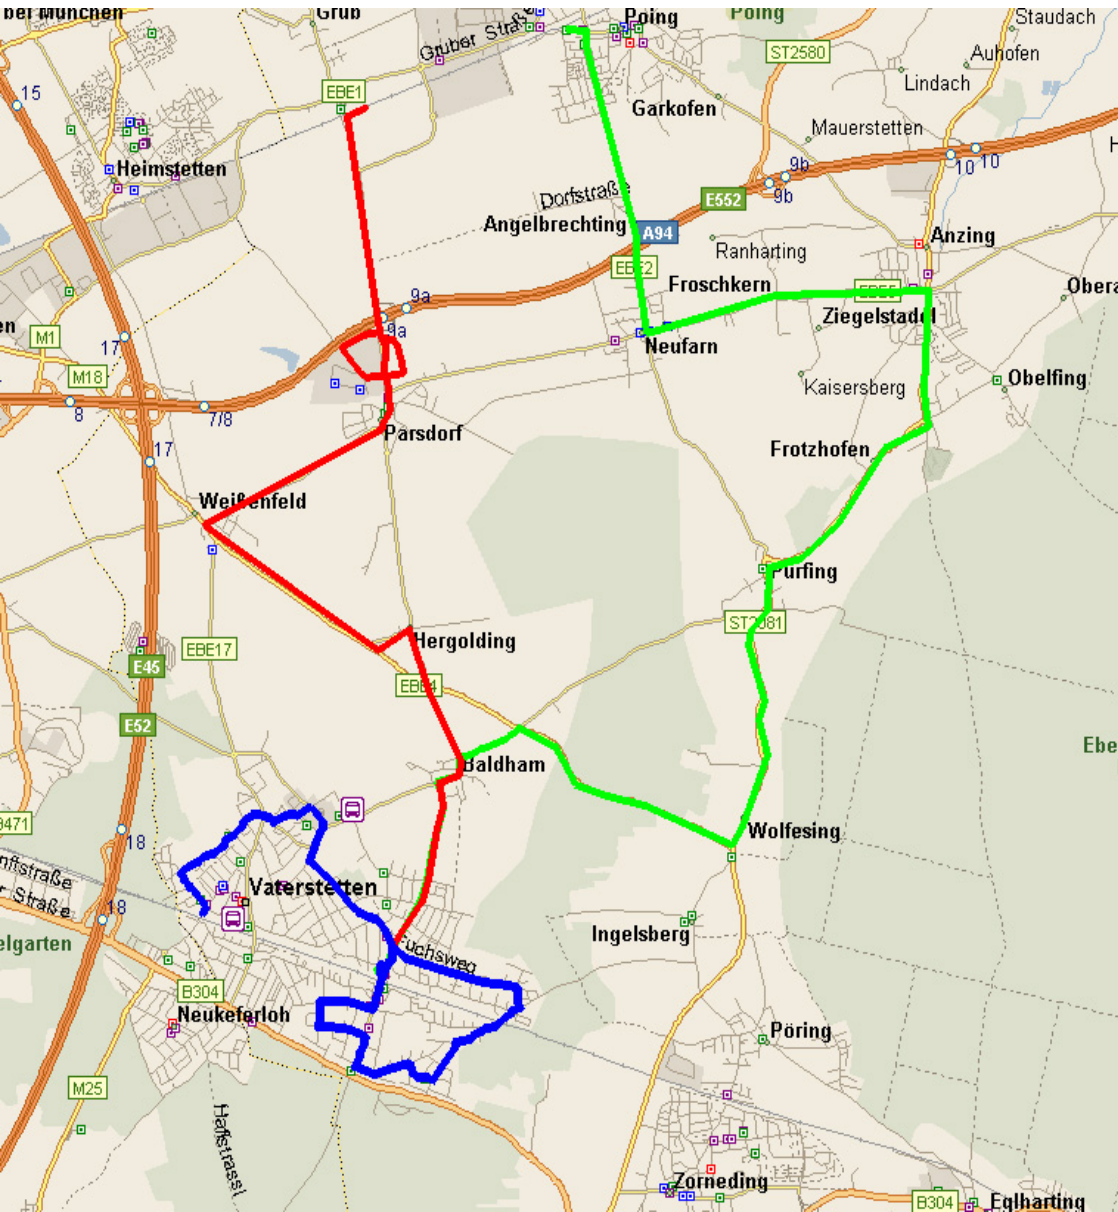 bei München
Grub
Poing
Poing
Staudach
Gruber Straße
ST2580
Auhofen
Lindach
15
EBE1
Garkofen
Mauerstetten
10
10
Heimstetten
9b
9b
Dorfstraße
E552
Angelbrechting
A94
Anzing
Ranharting
EBE2
Froschkern
9a
9a
Ziegelstadel
M1
17
Neufarn
M18
Kaisersberg
Obelfing
8
7/8
Parsdorf
17
Frotzhofen
Weißenfeld
Purfing
ST2081
Hergolding
EBE17
E45
EBE4
E52
Baldham
18
Wolfesing
Vaterstetten
18
Ingelsberg
Fuchsweg
B304
Neukeferloh
Pöring
M25
Zorneding
B304
Eglharting